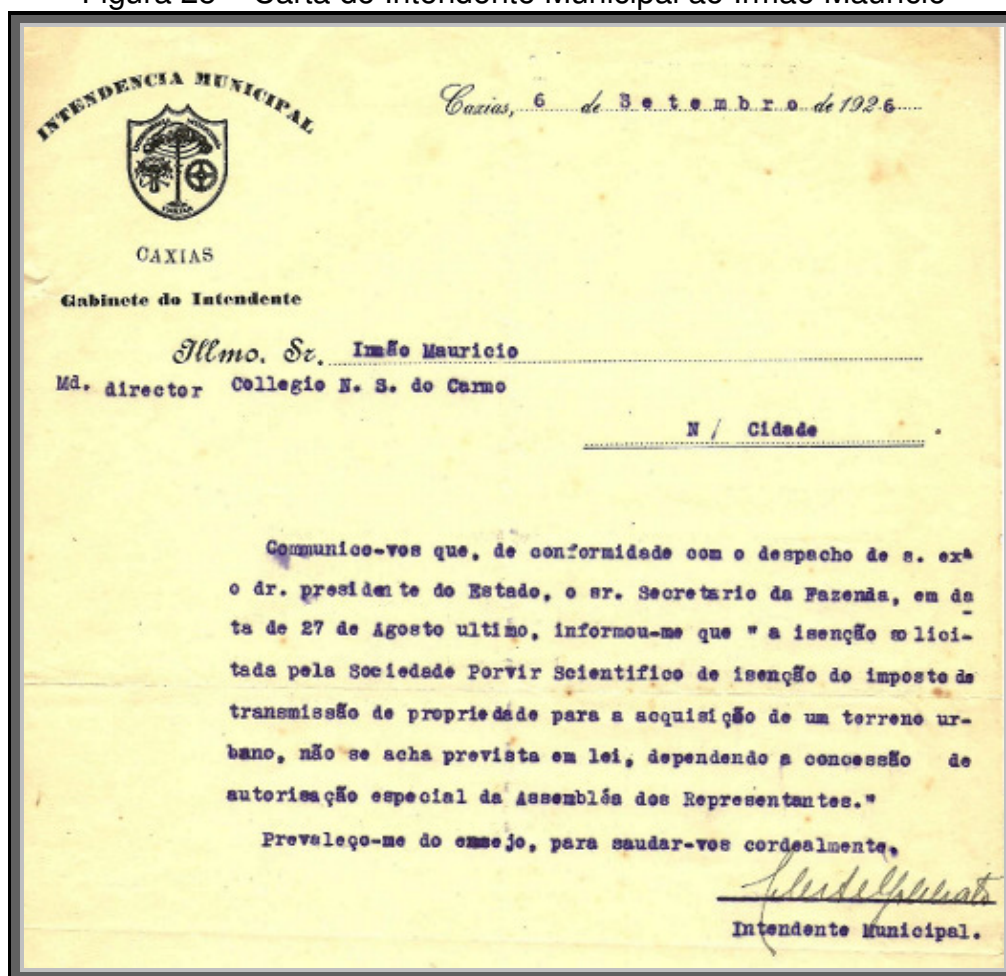 Figura 28 – Carta do Intendente Municipal ao Irmão Maurício
INTENDENCIA MUNICIPAL
CAXIAS
Gabinete do Intendente
Caxias, 6 de Setembro de 1926
Illmo. Sr. Irmão Mauricio
Md. director Collegio N. S. do Carmo
N / Cidade .
Communico-vos que, de conformidade com o despacho de s. exª
o dr. presidente do Estado, o sr. Secretario da Fazenda, em da
ta de 27 de Agosto ultimo, informou-me que " a isenção solici-
tada pela Sociedade Porvir Scientifico de isenção do imposto de
transmissão de propriedade para a acquisição de um terreno ur-
bano, não se acha prevista em lei, dependendo a concessão de
autorisação especial da Assembléa dos Representantes."
Prevaleço-me do ensejo, para saudar-vos cordealmente.
Intendente Municipal.